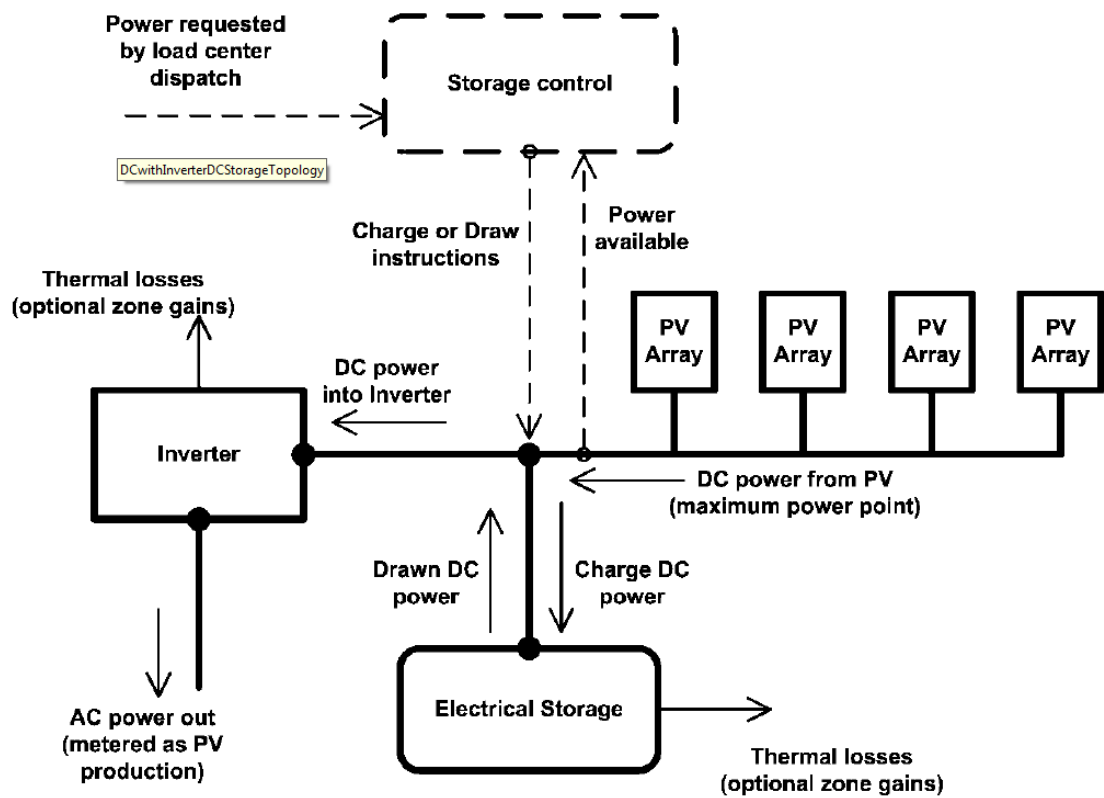 Power requested
by load center
dispatch
Storage control
DCwithInverterDCStorageTopology
Charge or Draw
instructions
Power
available
Thermal losses
(optional zone gains)
PV
Array
PV
Array
PV
Array
PV
Array
DC power
into Inverter
Inverter
DC power from PV
(maximum power point)
Drawn DC
power
Charge DC
power
AC power out
(metered as PV
production)
Electrical Storage
Thermal losses
(optional zone gains)